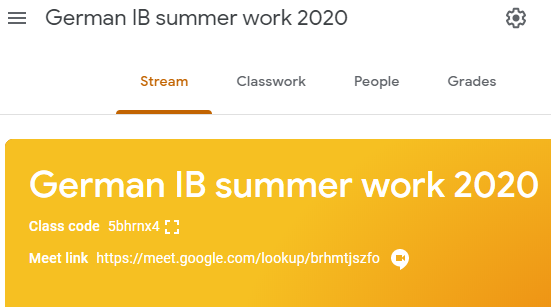 German IB summer work 2020
Stream Classwork People Grades
German IB summer work 2020
Class code 5bhrnx4
Meet link https://meet.google.com/lookup/brhmtjszfo